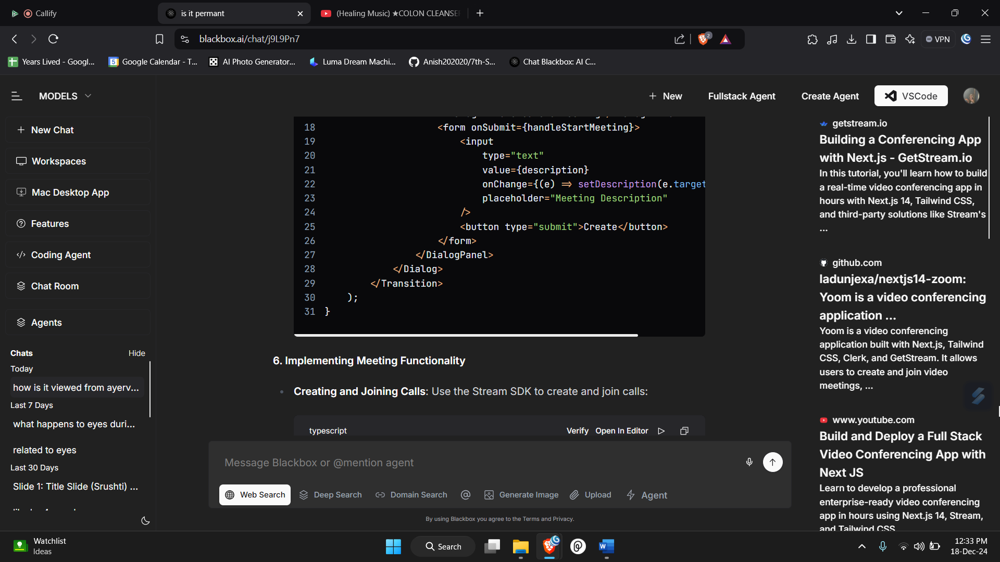 Callify
is it permant
(Healing Music) ★COLON CLEANSE
blackbox.ai/chat/j9L9Pn7
2
VPN
Years Lived - Googl...
5
Google Calendar - T...
AI Photo Generator...
Luma Dream Machi...
Anish202020/7th-S...
Chat Blackbox: AI C...
MODELS
New
Fullstack Agent
Create Agent
VSCode
New Chat
Workspaces
Mac Desktop App
Features
Coding Agent
Chat Room
Agents
Chats
Hide
Today
how is it viewed from ayerv...
Last 7 Days
what happens to eyes duri...
related to eyes
Last 30 Days
Slide 1: Title Slide (Srushti) ...
18 <form onSubmit={handleStartMeeting}>
19 <input
20 type="text"
21 value={description}
22 onChange={(e) => setDescription(e.target
23 placeholder="Meeting Description"
24 />
25 <button type="submit">Create</button>
26 </form>
27 </DialogPanel>
28 </Dialog>
29 </Transition>
30 );
31 }
6. Implementing Meeting Functionality
• Creating and Joining Calls: Use the Stream SDK to create and join calls:
typescript
Verify
Open In Editor
Message Blackbox or @mention agent
Web Search
Deep Search
Domain Search
@
Generate Image
Upload
Agent
By using Blackbox you agree to the Terms and Privacy.
getstream.io
Building a Conferencing App
with Next.js - GetStream.io
In this tutorial, you'll learn how to build
a real-time video conferencing app in
hours with Next.js 14, Tailwind CSS,
and third-party solutions like Stream's
...
github.com
ladunjexa/nextjs14-zoom:
Yoom is a video conferencing
application ...
Yoom is a video conferencing
application built with Next.js, Tailwind
CSS, Clerk, and GetStream. It allows
users to create and join video
meetings, ...
www.youtube.com
Build and Deploy a Full Stack
Video Conferencing App with
Next JS
Learn to develop a professional
enterprise-ready video conferencing
app in hours using Next.js 14, Stream,
and Tailwind CSS
Watchlist
Ideas
Search
W
12:33 PM
18-Dec-24